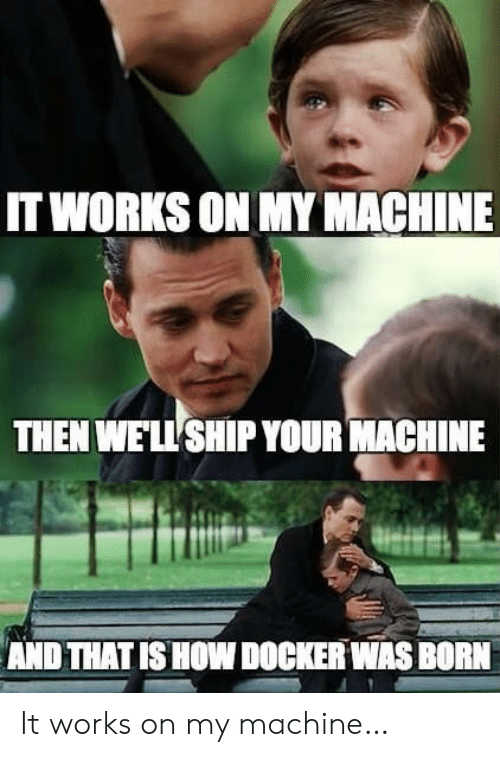 IT WORKS ON MY MACHINE
THEN WE'LL SHIP YOUR MACHINE
AND THAT IS HOW DOCKER WAS BORN
It works on my machine...